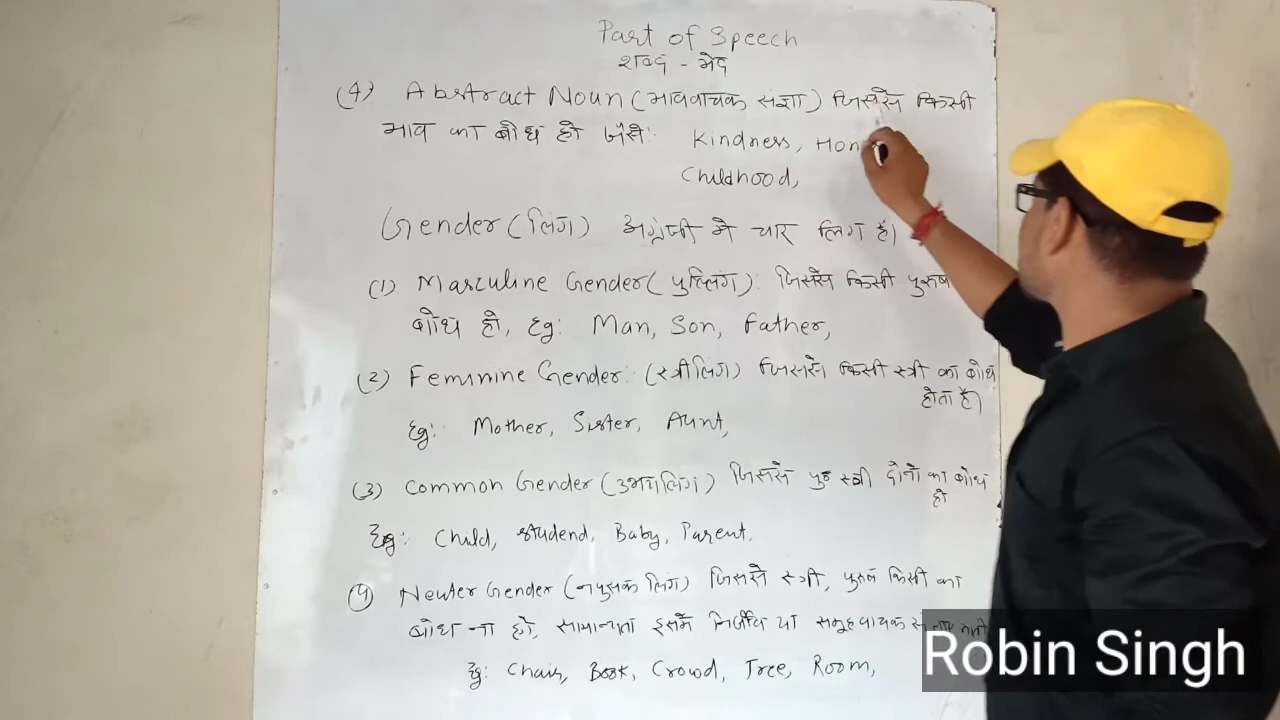 Part of Speech
शब्द - भेद
(4) Abstract Noun (भाववाचक संज्ञा) जिससे किसी
भाव का बोध हो जैसे: Kindness, Hon
Childhood,
Gender (लिंग) अंग्रेजी मे चार लिंग हैं।
(1) Masculine Gender (पुल्लिंग): जिससे किसी पुरुष
बोध हो, Eg: Man, Son, Father,
(2) Feminine Gender: (स्त्रीलिंग) जिससे किसी स्त्री का बोध
होता है।
Eg: Mother, Sister, Aunt,
(3) Common Gender (उभयलिंग) जिससे स्त्री दोनो का बोध
हो
Eg: Child, Studend, Baby, Parent.
(4) Neuter Gender (नपुसक लिंग) जिससे स्त्री, पुरुष किसी का
बोध ना हो, सामान्यता इसमे निर्जीव या समूहवाचक
Eg: Chair, Book, Crowd, Tree, Room,
Robin Singh